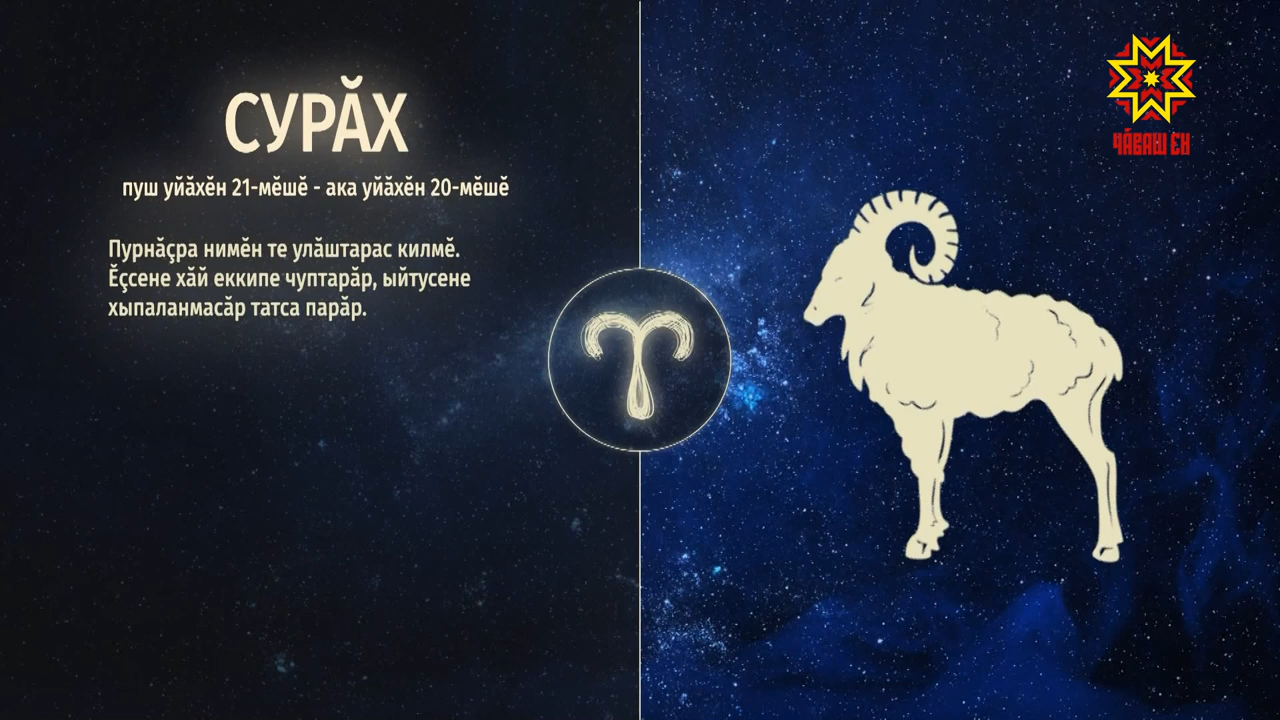 СУРӐХ
пуш уйӑхӗн 21-мӗшӗ - ака уйӑхӗн 20-мӗшӗ
Пурнӑҫра нимӗн те улӑштарас килмӗ.
Ӗҫсене хӑй еккипе чуптарӑр, ыйтусене
хыпаланмасӑр татса парӑр.
ЧӐВАШ ЕН